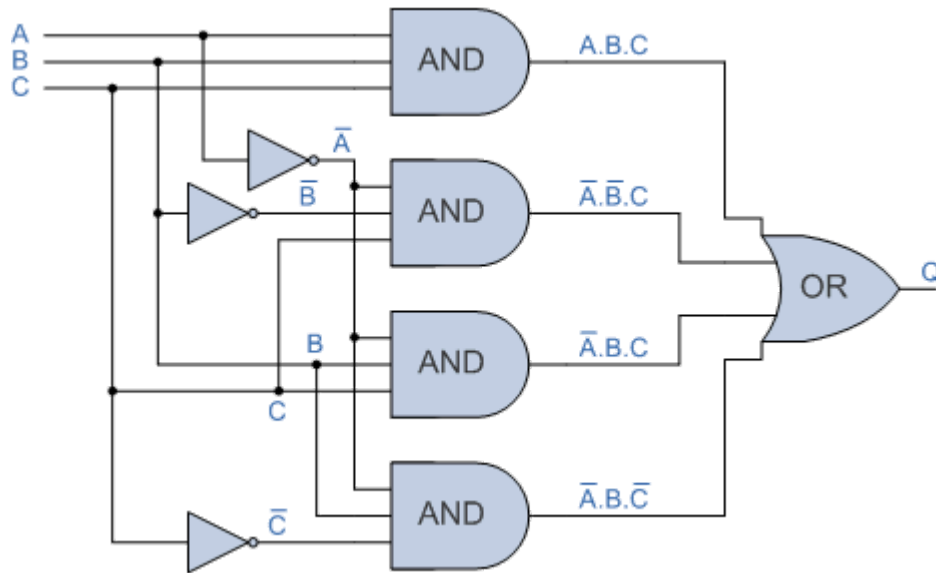 A
B
C
AND
A.B.C
A̅
B̅
AND
A̅.B̅.C
OR
Q
B
AND
A̅.B.C
C
C̅
AND
A̅.B.C̅